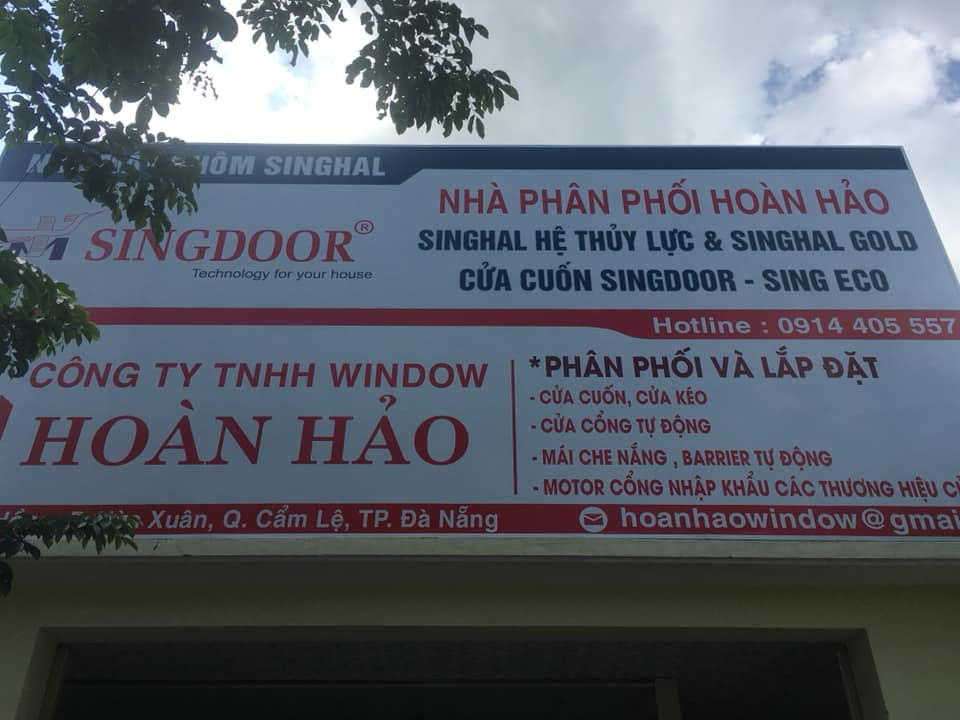 NHÔM SINGHAL
SINGDOOR®
Technology for your house
NHÀ PHÂN PHỐI HOÀN HẢO
SINGHAL HỆ THỦY LỰC & SINGHAL GOLD
CỬA CUỐN SINGDOOR - SING ECO
Hotline : 0914 405 557
CÔNG TY TNHH WINDOW
HOÀN HẢO
*PHÂN PHỐI VÀ LẮP ĐẶT
- CỬA CUỐN, CỬA KÉO
- CỬA CỔNG TỰ ĐỘNG
- MÁI CHE NẮNG , BARRIER TỰ ĐỘNG
- MOTOR CỔNG NHẬP KHẨU CÁC THƯƠNG HIỆU
Xuân, Q. Cẩm Lệ, TP. Đà Nẵng
hoanhaowindow@gmai